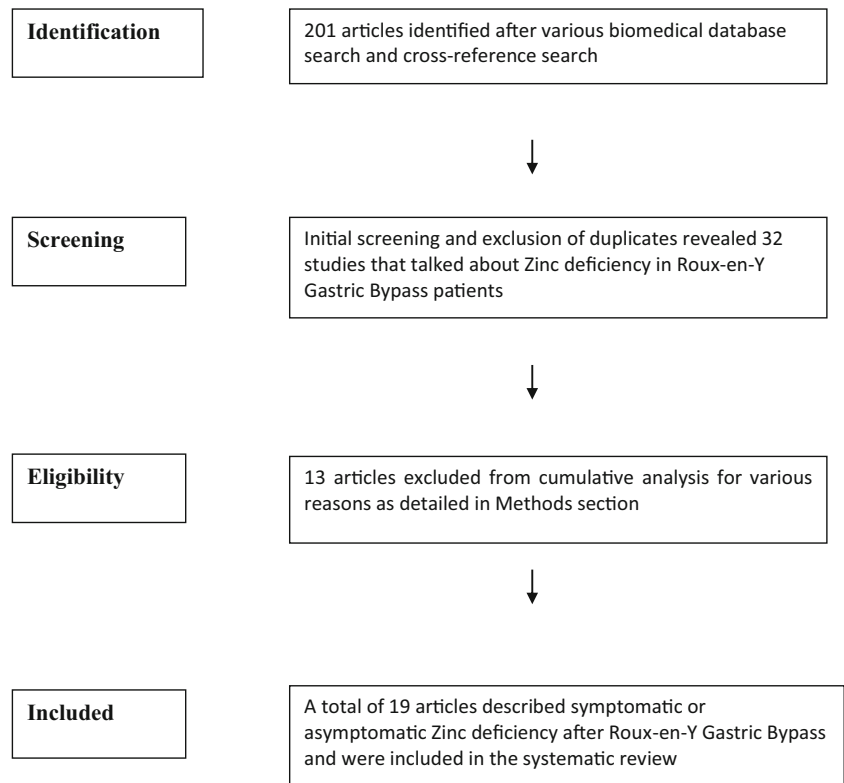 Identification
201 articles identified after various biomedical database
search and cross-reference search
Screening
Initial screening and exclusion of duplicates revealed 32
studies that talked about Zinc deficiency in Roux-en-Y
Gastric Bypass patients
Eligibility
13 articles excluded from cumulative analysis for various
reasons as detailed in Methods section
Included
A total of 19 articles described symptomatic or
asymptomatic Zinc deficiency after Roux-en-Y Gastric Bypass
and were included in the systematic review